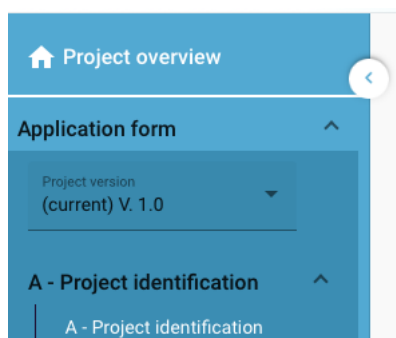 Project overview
Application form
Project version
(current) V. 1.0
A - Project identification
A - Project identification